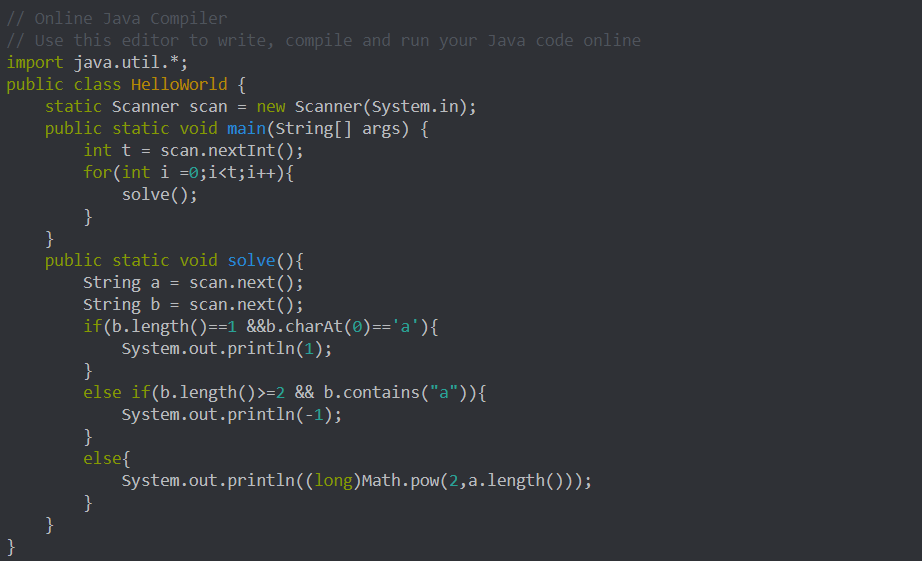 // Online Java Compiler
// Use this editor to write, compile and run your Java code online
import java.util.*;
public class HelloWorld {
    static Scanner scan = new Scanner(System.in);
    public static void main(String[] args) {
        int t = scan.nextInt();
        for(int i =0;i<t;i++){
            solve();
        }
    }
    public static void solve(){
        String a = scan.next();
        String b = scan.next();
        if(b.length()==1 &&b.charAt(0)=='a'){
            System.out.println(1);
        }
        else if(b.length()>=2 && b.contains("a")){
            System.out.println(-1);
        }
        else{
            System.out.println((long)Math.pow(2,a.length()));
        }
    }
}